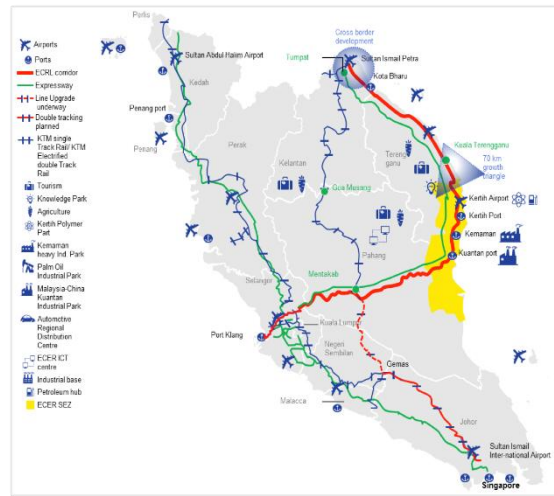 Airports
Ports
ECRL corridor
Expressway
Line Upgrade
underway
Double tracking
planned
KTM single
Track Rail/ KTM
Electrified
double Track
Rail
Tourism
Knowledge Park
Agriculture
Kertih Polymer
Part
Kemaman
heavy Ind. Park
Palm Oil
Industrial Park
Malaysia-China
Kuantan
Industrial Park
Automotive
Regional
Distribution
Centre
ECER ICT
centre
Industrial base
Petroleum hub
ECER SEZ
Perlis
Sultan Abdul Halim Airport
Kedah
Penang port
Penang
Perak
Cross border
development
Tumpat
Sultan Ismail Petra
Kota Bharu
Kelantan
Tereng
ganu
Kuala Terengganu
70 km
growth
triangle
Gua Musang
Kertih Airport
Kertih Port
Kemaman
Kuantan port
Pahang
Mentakab
Selangor
Port Klang
Kuala Lumpur
Negeri
Sembilan
Gemas
Malacca
Johor
Sultan Ismail
Inter-national Airport
Singapore